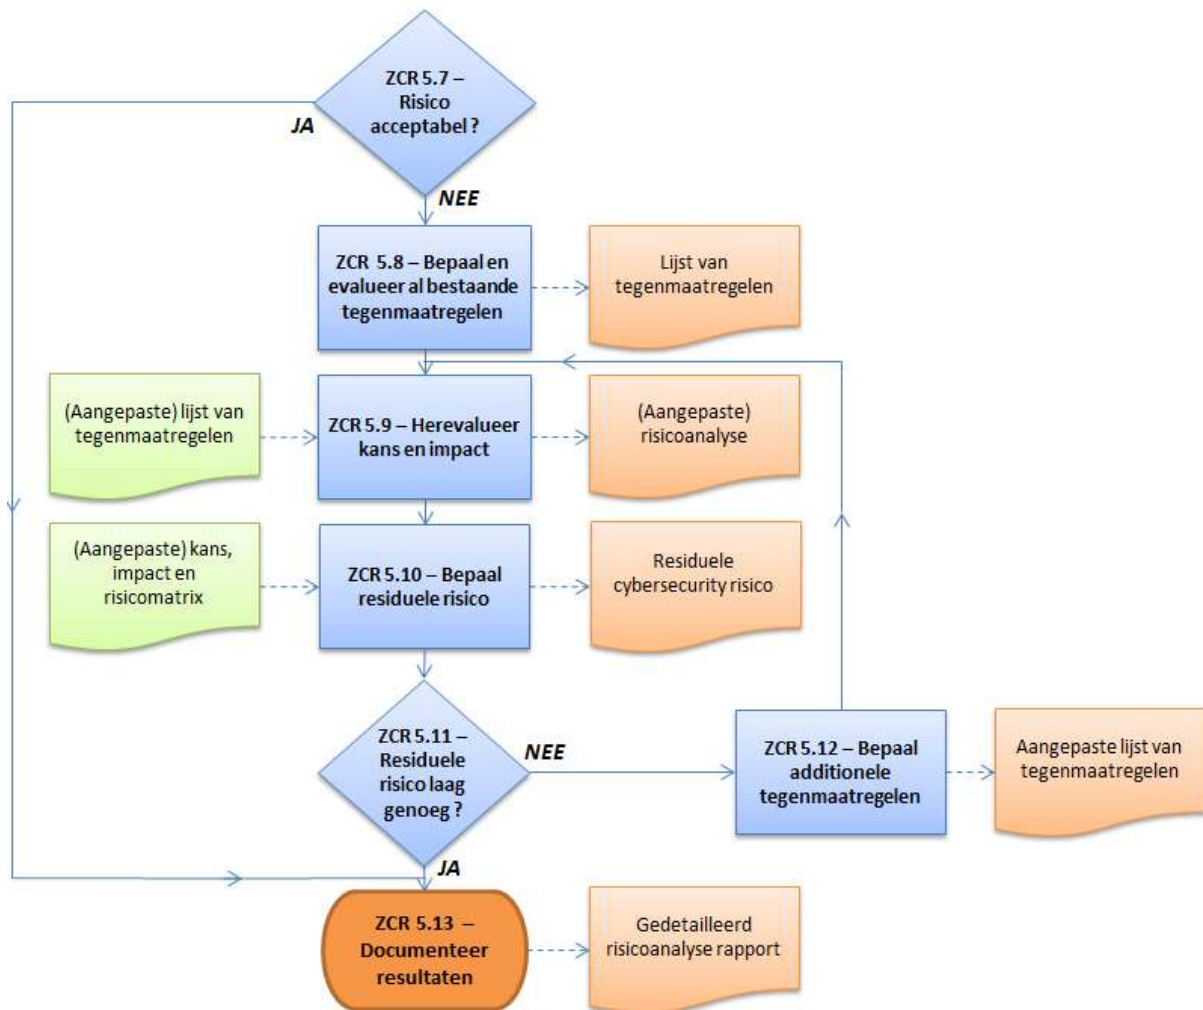 ZCR 5.7 –
Risico
acceptabel ?
JA
NEE
ZCR 5.8 – Bepaal en
evalueer al bestaande
tegenmaatregelen
Lijst van
tegenmaatregelen
(Aangepaste) lijst van
tegenmaatregelen
ZCR 5.9 – Herevalueer
kans en impact
(Aangepaste)
risicoanalyse
(Aangepaste) kans,
impact en
risicomatrix
ZCR 5.10 – Bepaal
residuele risico
Residuele
cybersecurity risico
ZCR 5.11 –
Residuele
risico laag
genoeg ?
NEE
ZCR 5.12 – Bepaal
additionele
tegenmaatregelen
Aangepaste lijst van
tegenmaatregelen
JA
ZCR 5.13 –
Documenteer
resultaten
Gedetailleerd
risicoanalyse rapport